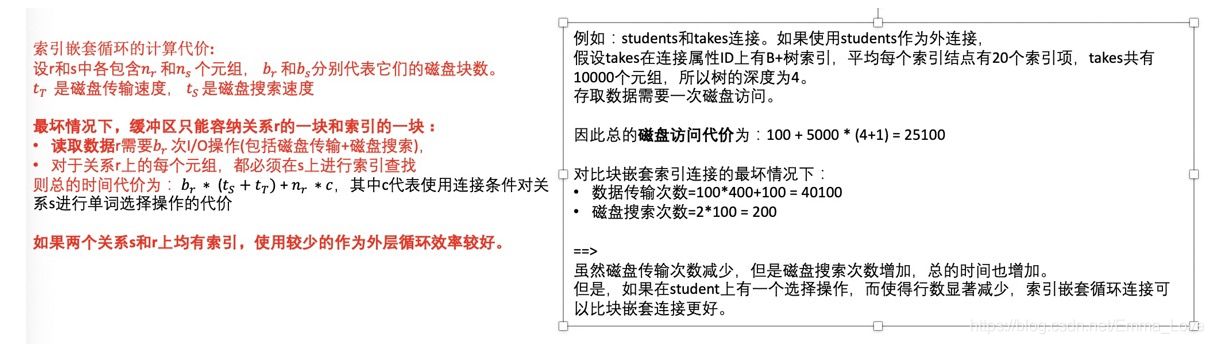 索引嵌套循环的计算代价:
设r和s中各包含nᵣ 和nₛ 个元组， bᵣ 和bₛ分别代表它们的磁盘块数。
t_T 是磁盘传输速度， t_S是磁盘搜索速度
最坏情况下，缓冲区只能容纳关系r的一块和索引的一块：
• 读取数据r需要bᵣ 次I/O操作(包括磁盘传输+磁盘搜索),
• 对于关系r上的每个元组，都必须在s上进行索引查找
则总的时间代价为： bᵣ * (t_S + t_T) + nᵣ * c，其中c代表使用连接条件对关
系s进行单词选择操作的代价
如果两个关系s和r上均有索引，使用较少的作为外层循环效率较好。
例如：students和takes连接。如果使用students作为外连接，
假设takes在连接属性ID上有B+树索引，平均每个索引结点有20个索引项，takes共有
10000个元组，所以树的深度为4。
存取数据需要一次磁盘访问。
因此总的磁盘访问代价为：100 + 5000 * (4+1) = 25100
对比块嵌套索引连接的最坏情况下：
• 数据传输次数=100*400+100 = 40100
• 磁盘搜索次数=2*100 = 200
==>
虽然磁盘传输次数减少，但是磁盘搜索次数增加，总的时间也增加。
但是，如果在student上有一个选择操作，而使得行数显著减少，索引嵌套循环连接可
以比块嵌套连接更好。
https://blog.csdn.net/Emma_Love